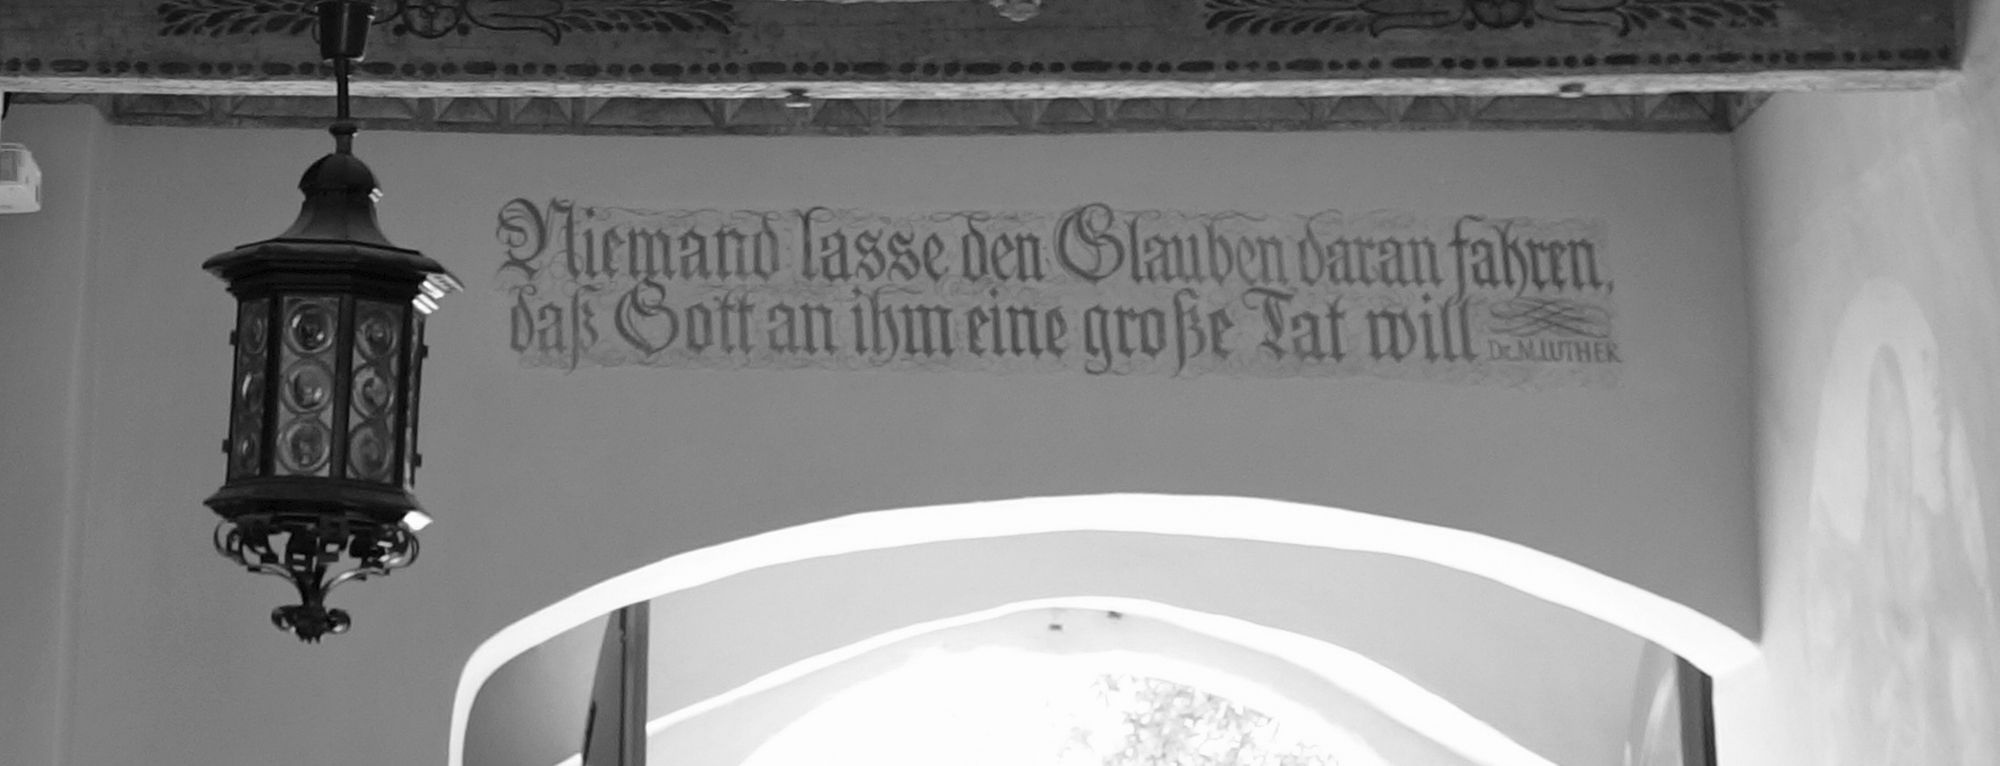 Niemand lasse den Glauben daran fahren,
daß Gott an ihm eine große Tat will
Dr. M. LUTHER